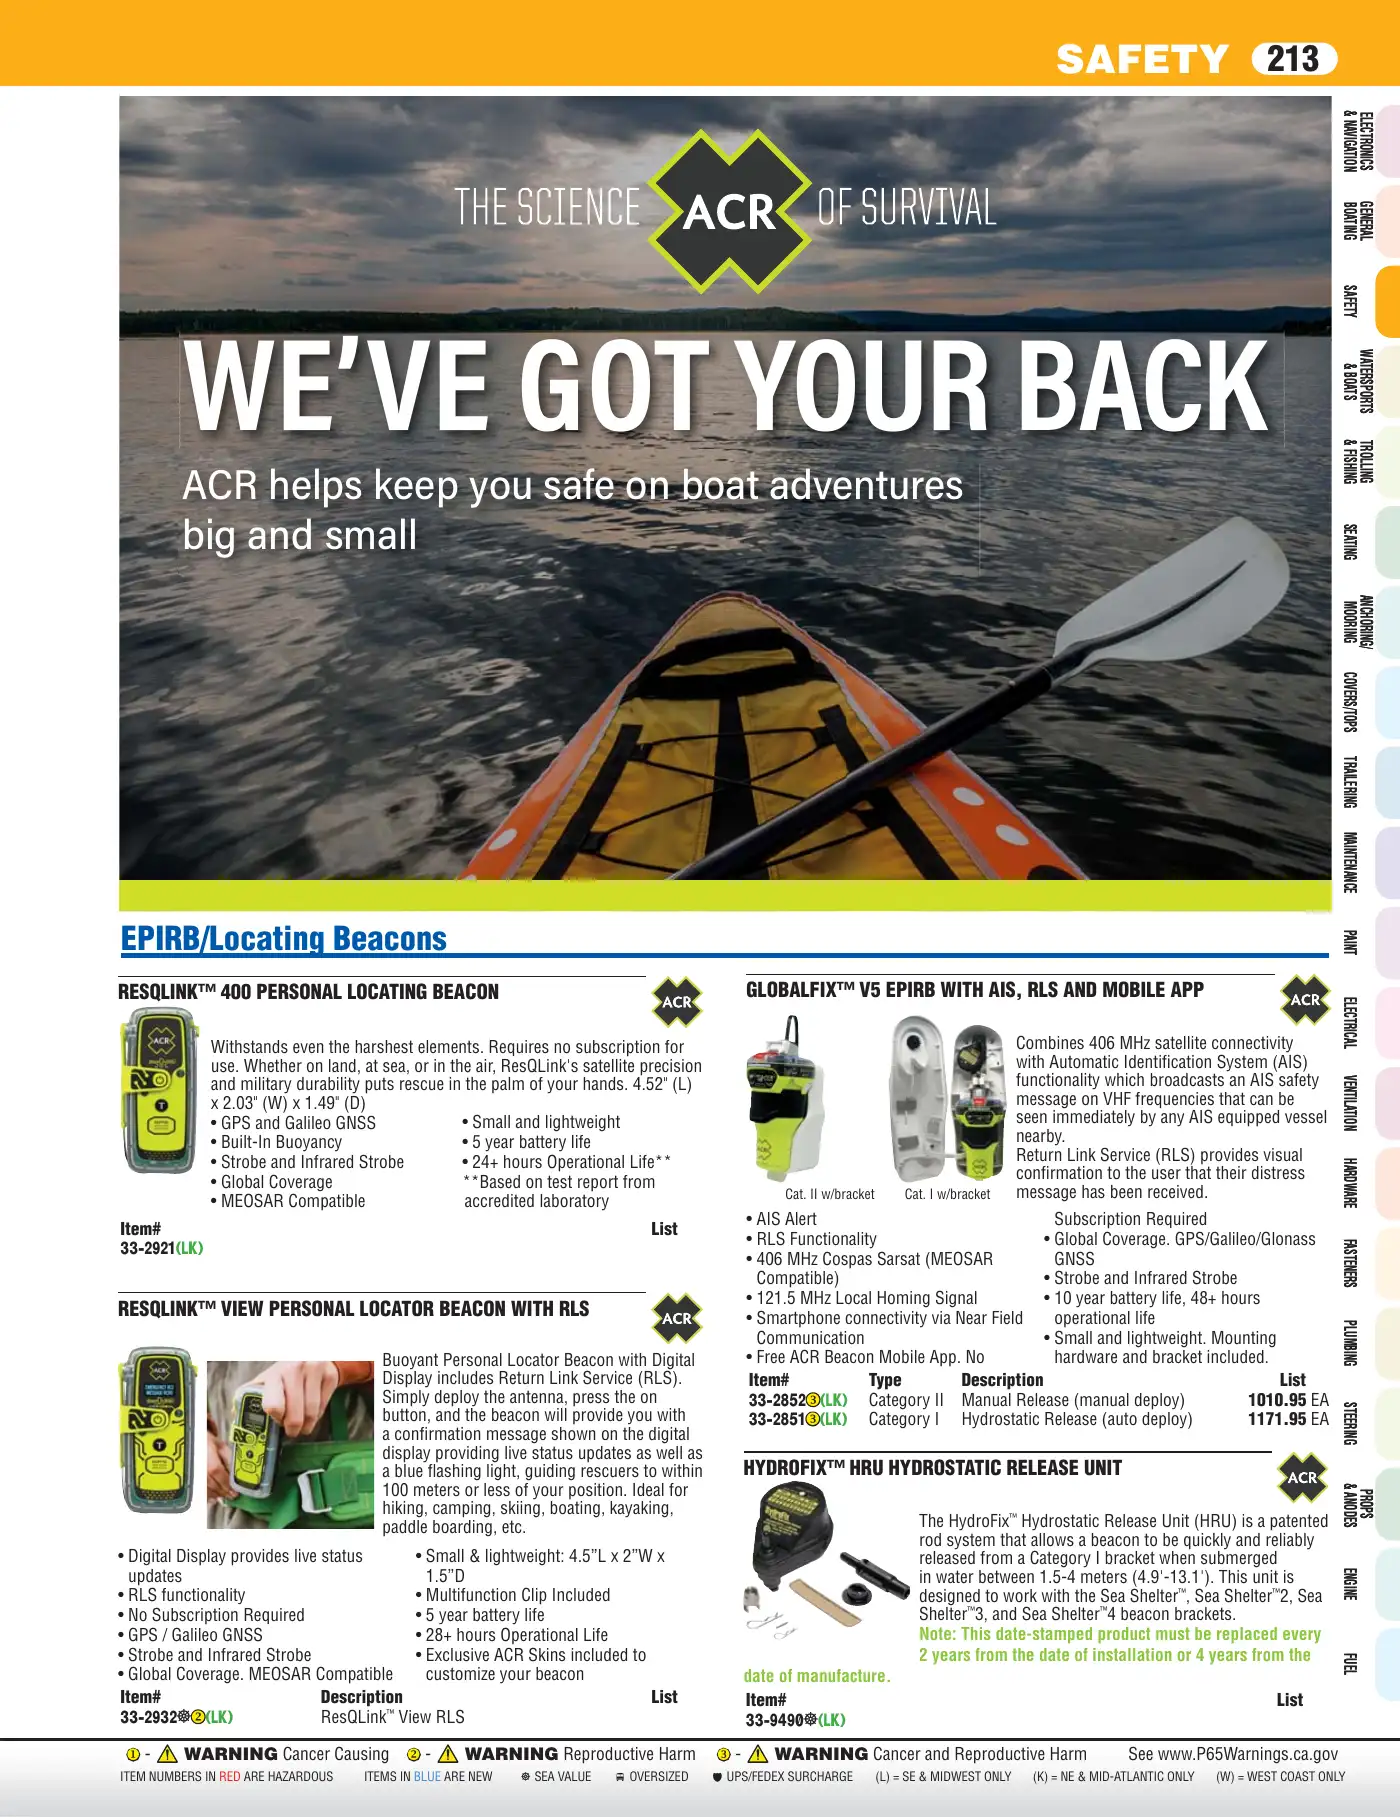 SAFETY 213
THE SCIENCE ACR OF SURVIVAL
WE'VE GOT YOUR BACK
ACR helps keep you safe on boat adventures
big and small
EPIRB/Locating Beacons
RESQLINK™ 400 PERSONAL LOCATING BEACON
ACR
Withstands even the harshest elements. Requires no subscription for
use. Whether on land, at sea, or in the air, ResQLink's satellite precision
and military durability puts rescue in the palm of your hands. 4.52" (L)
x 2.03" (W) x 1.49" (D)
• GPS and Galileo GNSS
• Built-In Buoyancy
• Strobe and Infrared Strobe
• Global Coverage
• MEOSAR Compatible
• Small and lightweight
• 5 year battery life
• 24+ hours Operational Life**
**Based on test report from
accredited laboratory
Item# List
33-2921(LK)
RESQLINK™ VIEW PERSONAL LOCATOR BEACON WITH RLS
ACR
Buoyant Personal Locator Beacon with Digital
Display includes Return Link Service (RLS).
Simply deploy the antenna, press the on
button, and the beacon will provide you with
a confirmation message shown on the digital
display providing live status updates as well as
a blue flashing light, guiding rescuers to within
100 meters or less of your position. Ideal for
hiking, camping, skiing, boating, kayaking,
paddle boarding, etc.
• Digital Display provides live status
updates
• RLS functionality
• No Subscription Required
• GPS / Galileo GNSS
• Strobe and Infrared Strobe
• Global Coverage. MEOSAR Compatible
• Small & lightweight: 4.5"L x 2"W x
1.5"D
• Multifunction Clip Included
• 5 year battery life
• 28+ hours Operational Life
• Exclusive ACR Skins included to
customize your beacon
Item# Description List
33-2932 2 (LK) ResQLink™ View RLS
GLOBALFIX™ V5 EPIRB WITH AIS, RLS AND MOBILE APP
ACR
Combines 406 MHz satellite connectivity
with Automatic Identification System (AIS)
functionality which broadcasts an AIS safety
message on VHF frequencies that can be
seen immediately by any AIS equipped vessel
nearby.
Return Link Service (RLS) provides visual
confirmation to the user that their distress
message has been received.
Cat. II w/bracket Cat. I w/bracket
• AIS Alert
• RLS Functionality
• 406 MHz Cospas Sarsat (MEOSAR
Compatible)
• 121.5 MHz Local Homing Signal
• Smartphone connectivity via Near Field
Communication
• Free ACR Beacon Mobile App. No
Subscription Required
• Global Coverage. GPS/Galileo/Glonass
GNSS
• Strobe and Infrared Strobe
• 10 year battery life, 48+ hours
operational life
• Small and lightweight. Mounting
hardware and bracket included.
Item# Type Description List
33-2852 3 (LK) Category II Manual Release (manual deploy) 1010.95 EA
33-2851 3 (LK) Category I Hydrostatic Release (auto deploy) 1171.95 EA
HYDROFIX™ HRU HYDROSTATIC RELEASE UNIT
ACR
The HydroFix™ Hydrostatic Release Unit (HRU) is a patented
rod system that allows a beacon to be quickly and reliably
released from a Category I bracket when submerged
in water between 1.5-4 meters (4.9'-13.1'). This unit is
designed to work with the Sea Shelter™, Sea Shelter™2, Sea
Shelter™3, and Sea Shelter™4 beacon brackets.
Note: This date-stamped product must be replaced every
2 years from the date of installation or 4 years from the
date of manufacture.
Item# List
33-9490 (LK)
1 - WARNING Cancer Causing 2 - WARNING Reproductive Harm 3 - WARNING Cancer and Reproductive Harm See www.P65Warnings.ca.gov
ITEM NUMBERS IN RED ARE HAZARDOUS ITEMS IN BLUE ARE NEW SEA VALUE OVERSIZED UPS/FEDEX SURCHARGE (L) = SE & MIDWEST ONLY (K) = NE & MID-ATLANTIC ONLY (W) = WEST COAST ONLY
ELECTRONICS
& NAVIGATION
GENERAL
BOATING
SAFETY
WATERSPORTS
& BOATS
TROLLING
& FISHING
SEATING
ANCHORING/
MOORING
COVERS/TOPS
TRAILERING
MAINTENANCE
PAINT
ELECTRICAL
VENTILATION
HARDWARE
FASTENERS
PLUMBING
STEERING
PROPS
& ANODES
ENGINE
FUEL